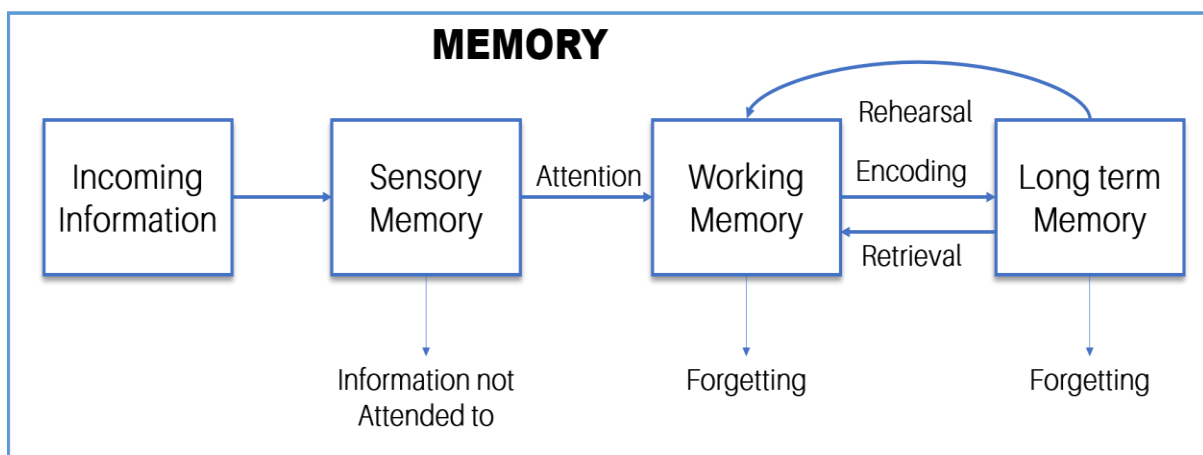 MEMORY
Rehearsal
Incoming
Information
Sensory
Memory
Attention
Working
Memory
Encoding
Retrieval
Long term
Memory
Information not
Attended to
Forgetting
Forgetting